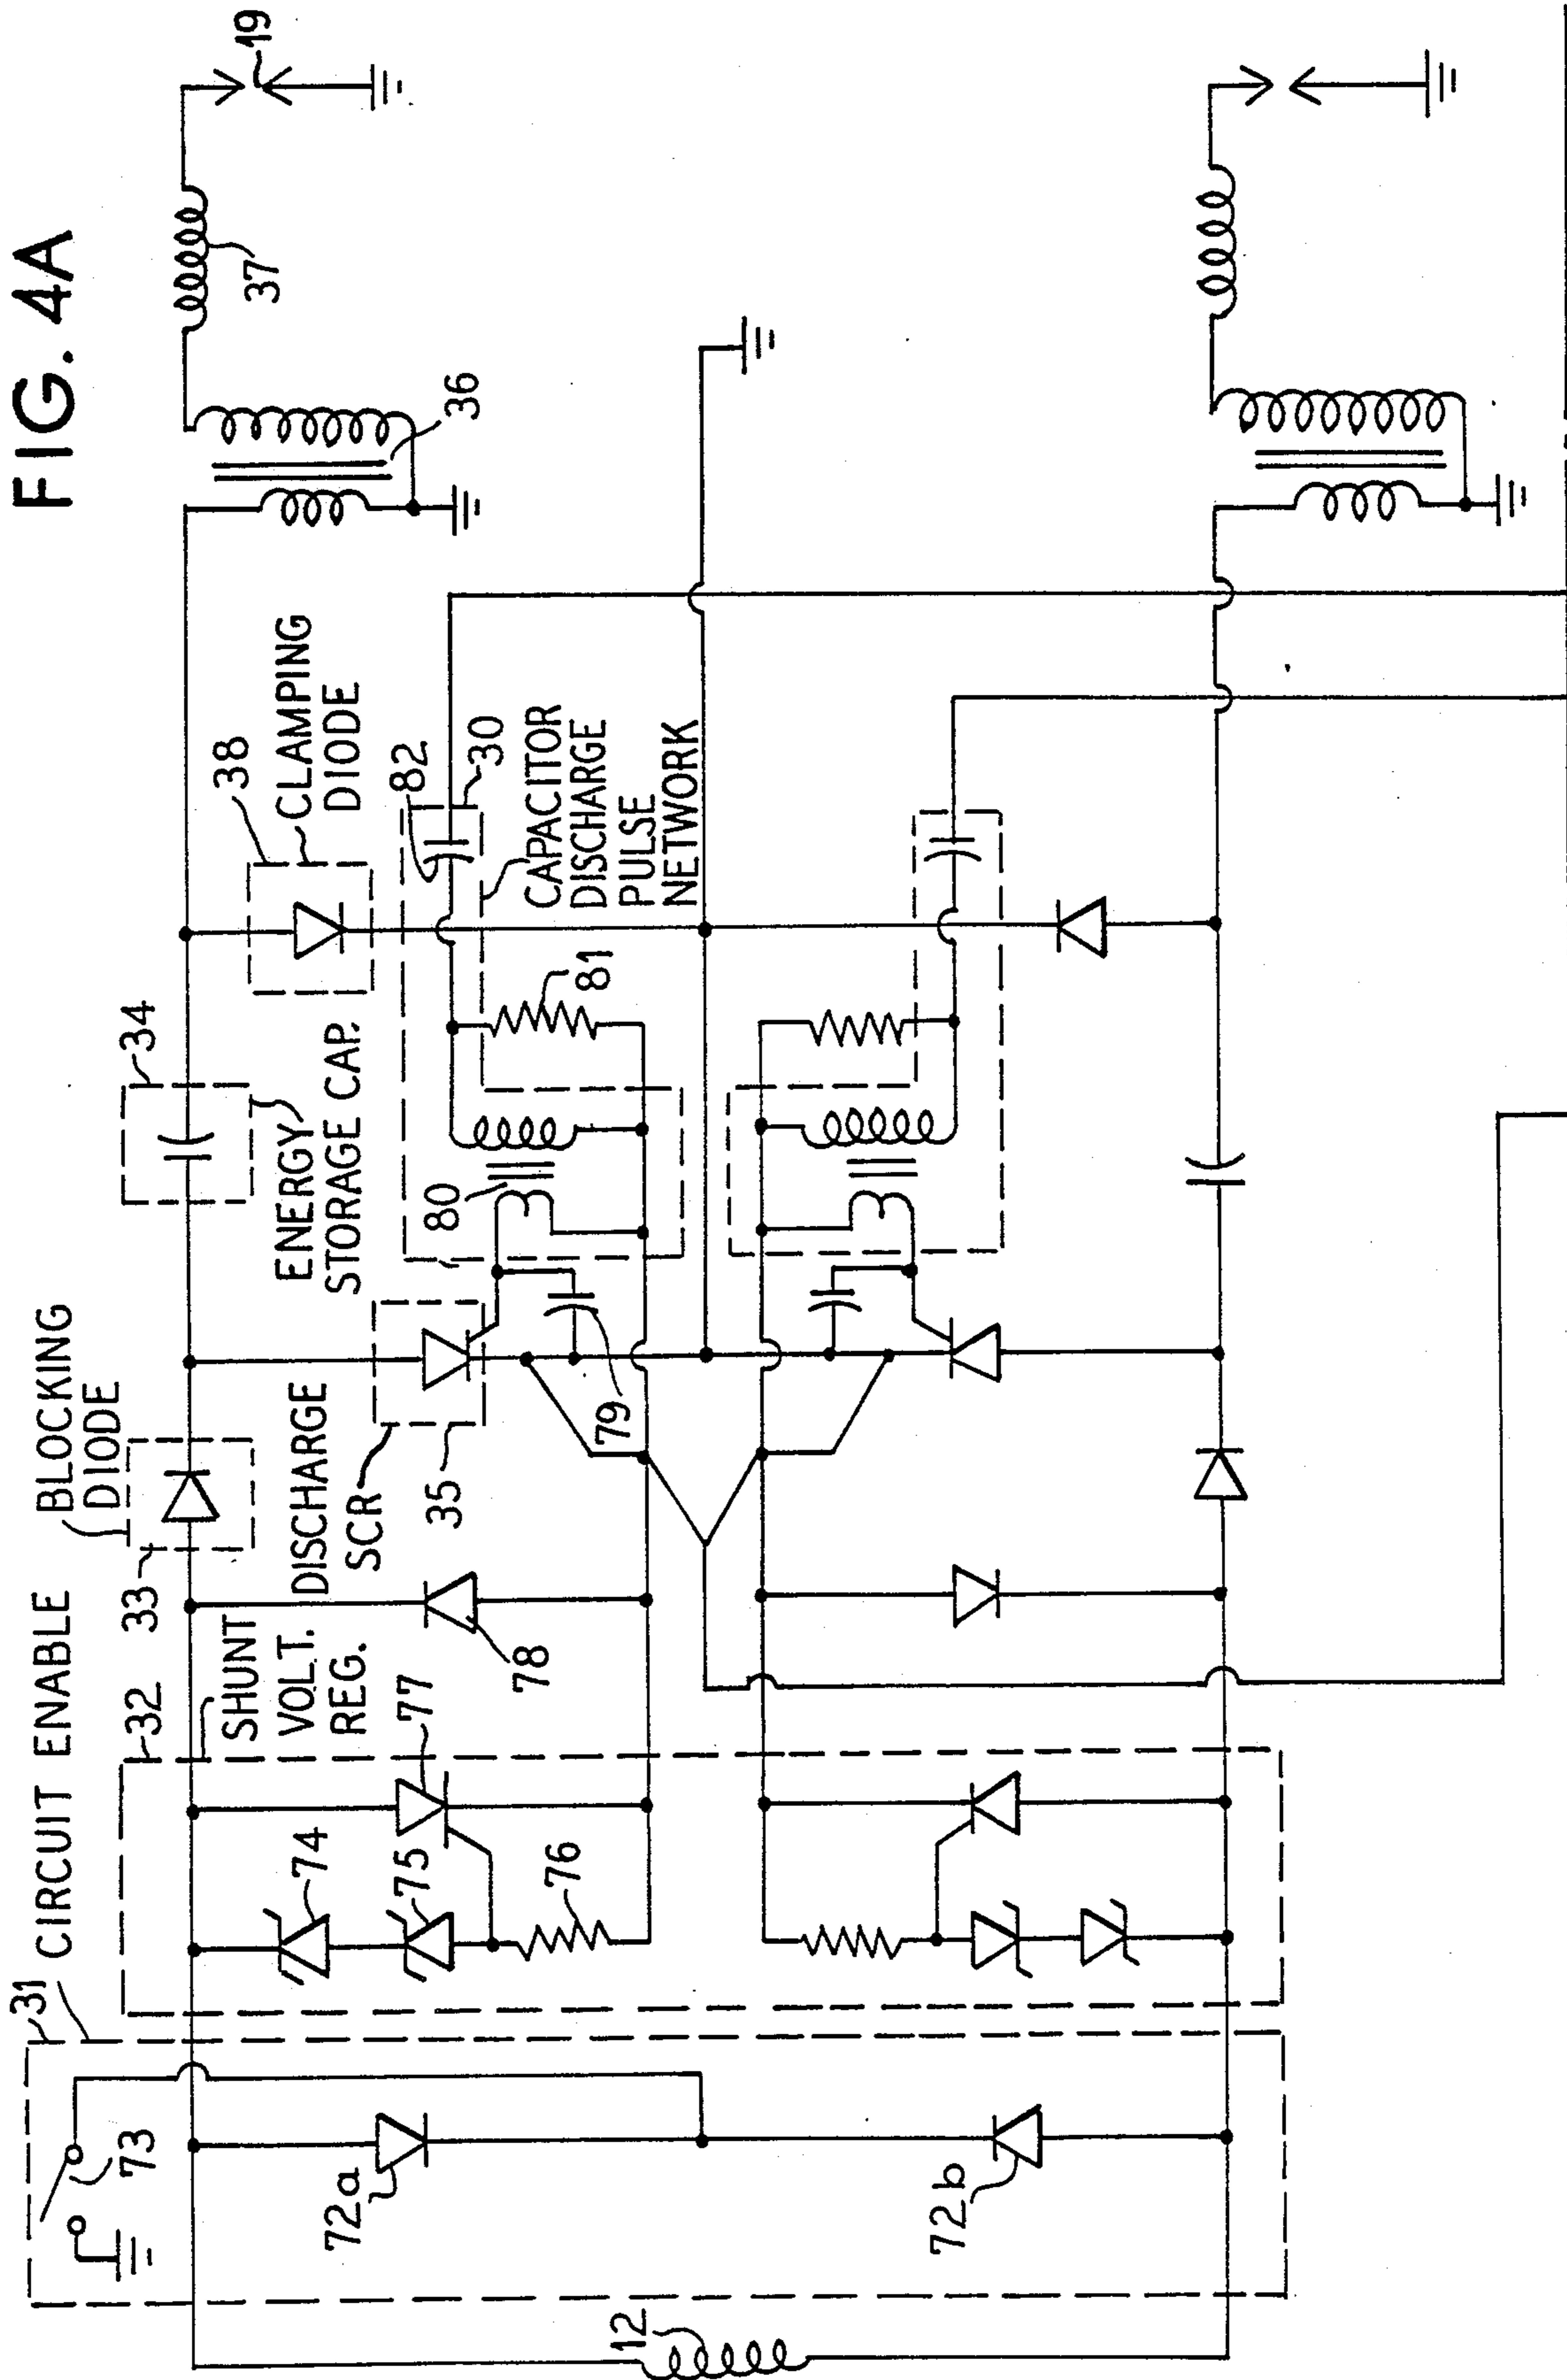 FIG. 4A
19
37
36
38
CLAMPING
DIODE
82
30
CAPACITOR
DISCHARGE
PULSE
NETWORK
81
34
ENERGY
STORAGE CAP.
80
BLOCKING
DIODE
33
DISCHARGE
SCR
35
79
78
CIRCUIT ENABLE
32
SHUNT
VOLT.
REG.
77
74
75
76
31
73
72a
72b
12